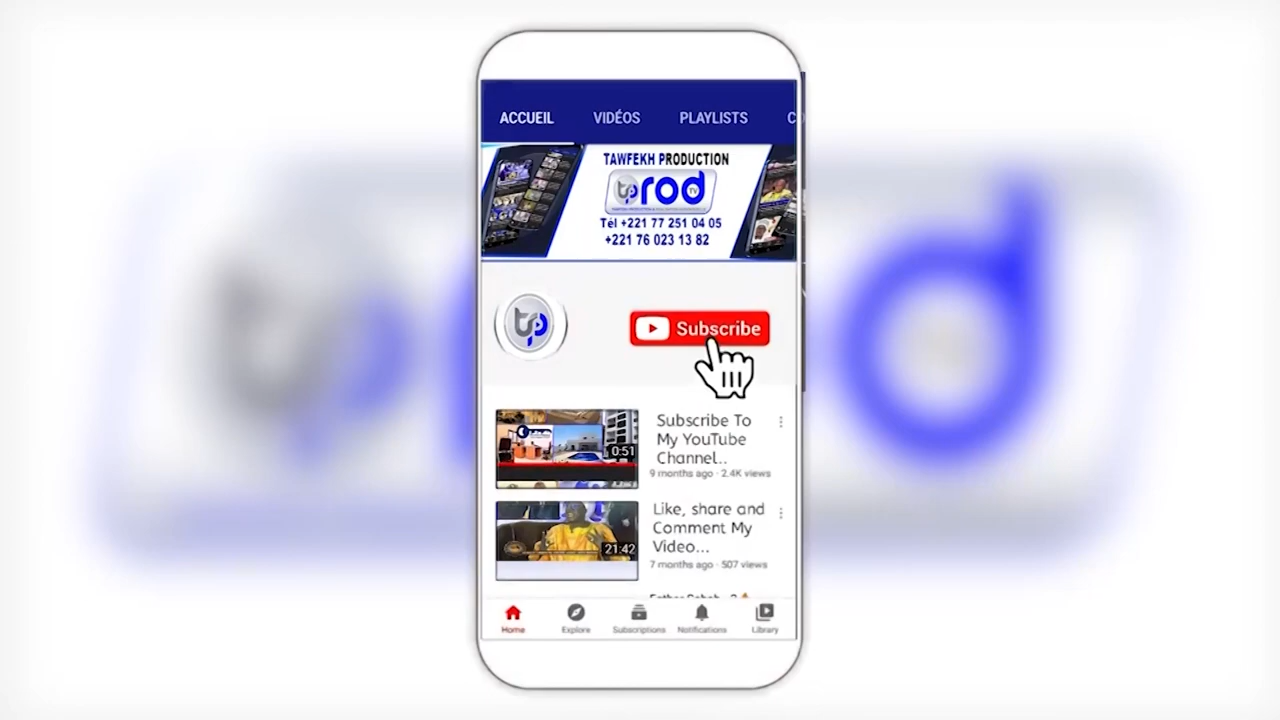 ACCUEIL VIDÉOS PLAYLISTS
TAWFEKH PRODUCTION
tprod TV
Tél +221 77 251 04 05
+221 76 023 13 82
tp
Subscribe
0:51
Subscribe To
My YouTube
Channel..
9 months ago · 2.4K views
21:42
Like, share and
Comment My
Video...
7 months ago · 507 views
Home Explore Subscriptions Notifications Library